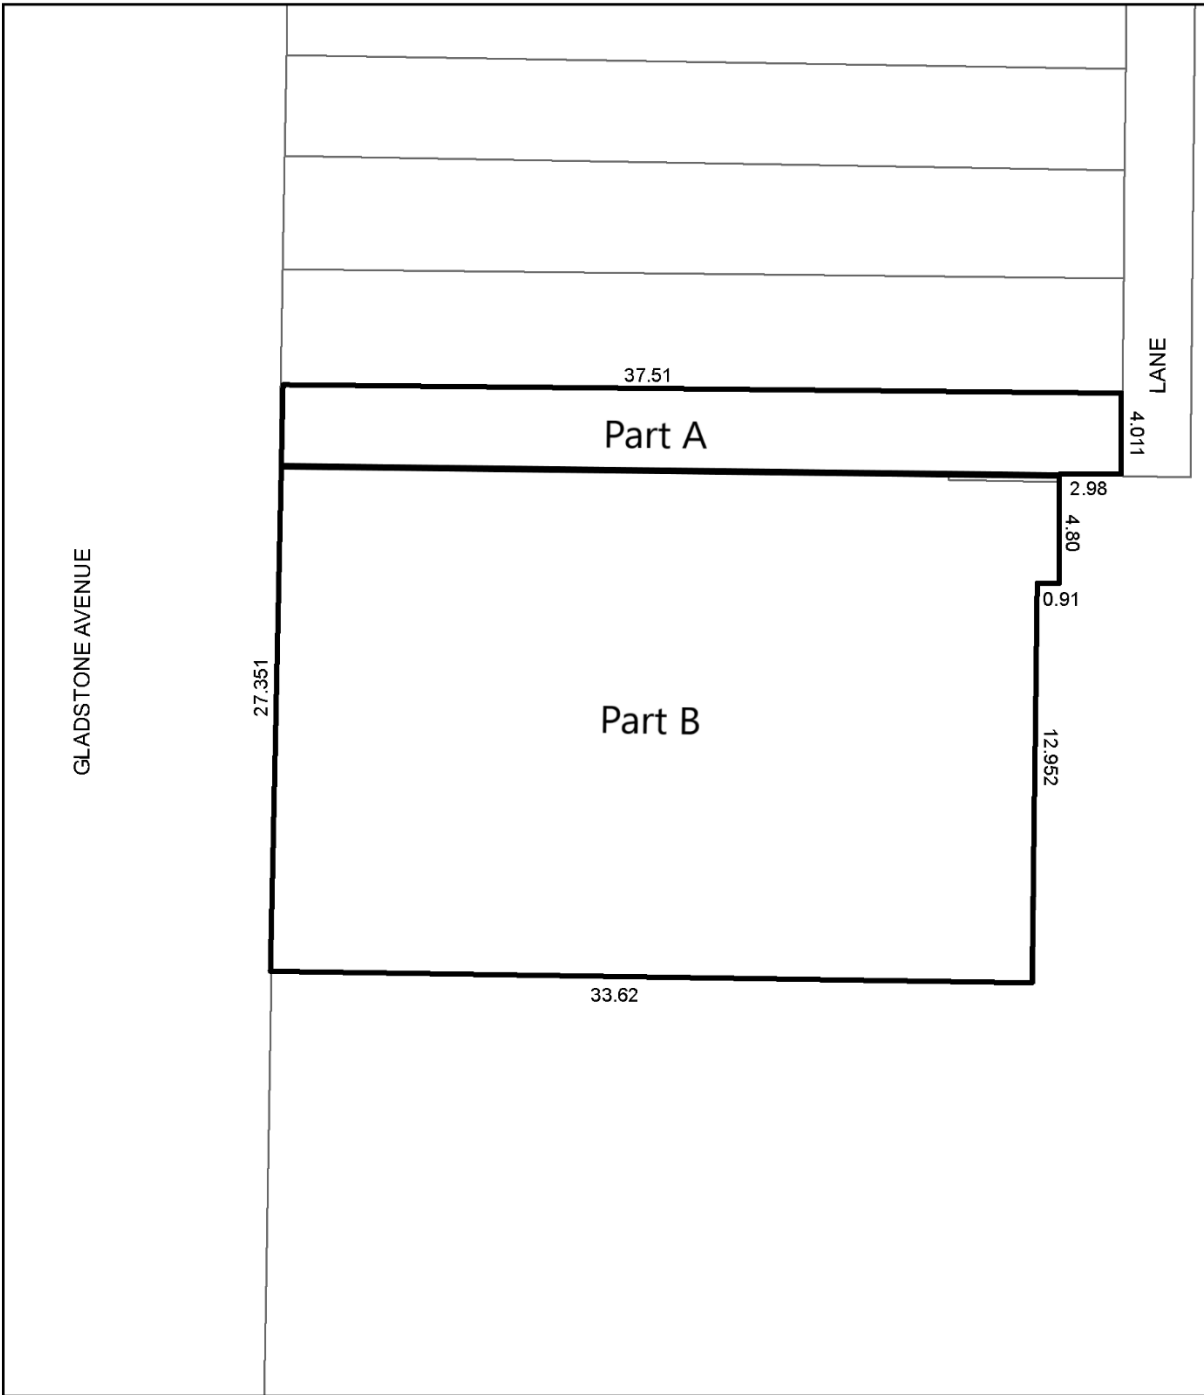 37.51
LANE
Part A
4.011
2.98
4.80
0.91
GLADSTONE AVENUE
27.351
Part B
12.952
33.62